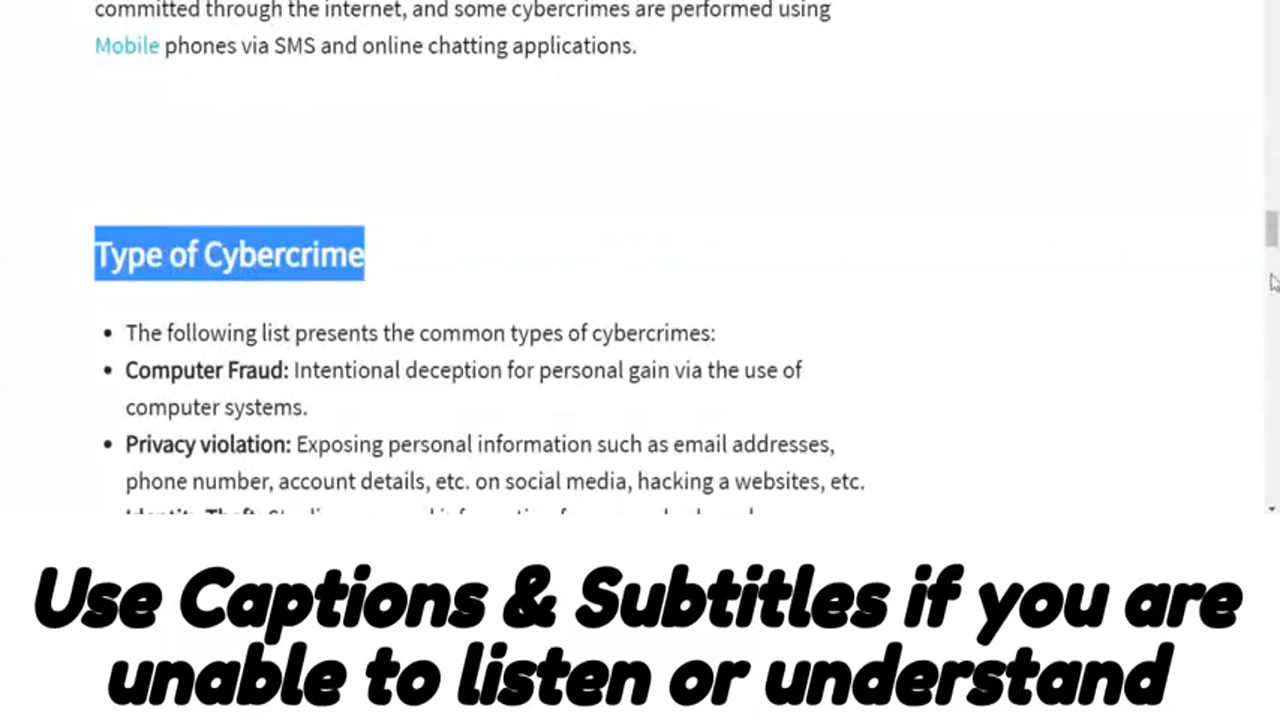 committed through the internet, and some cybercrimes are performed using
Mobile phones via SMS and online chatting applications.
Type of Cybercrime
• The following list presents the common types of cybercrimes:
• Computer Fraud: Intentional deception for personal gain via the use of
computer systems.
• Privacy violation: Exposing personal information such as email addresses,
phone number, account details, etc. on social media, hacking a websites, etc.
Use Captions & Subtitles if you are
unable to listen or understand